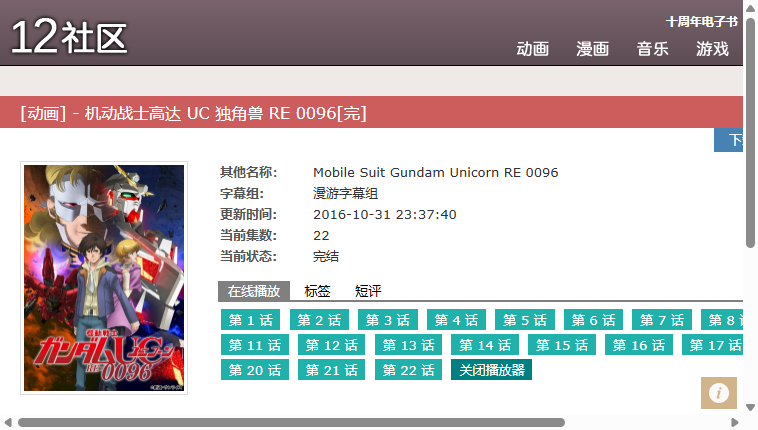 12社区
十周年电子书
动画 漫画 音乐 游戏
[动画] - 机动战士高达 UC 独角兽 RE 0096[完]
其他名称: Mobile Suit Gundam Unicorn RE 0096
字幕组: 漫游字幕组
更新时间: 2016-10-31 23:37:40
当前集数: 22
当前状态: 完结
在线播放 标签 短评
第 1 话 第 2 话 第 3 话 第 4 话 第 5 话 第 6 话 第 7 话 第 8
第 11 话 第 12 话 第 13 话 第 14 话 第 15 话 第 16 话 第 17 话
第 20 话 第 21 话 第 22 话 关闭播放器
機動戦士
ガンダムUC
RE:0096